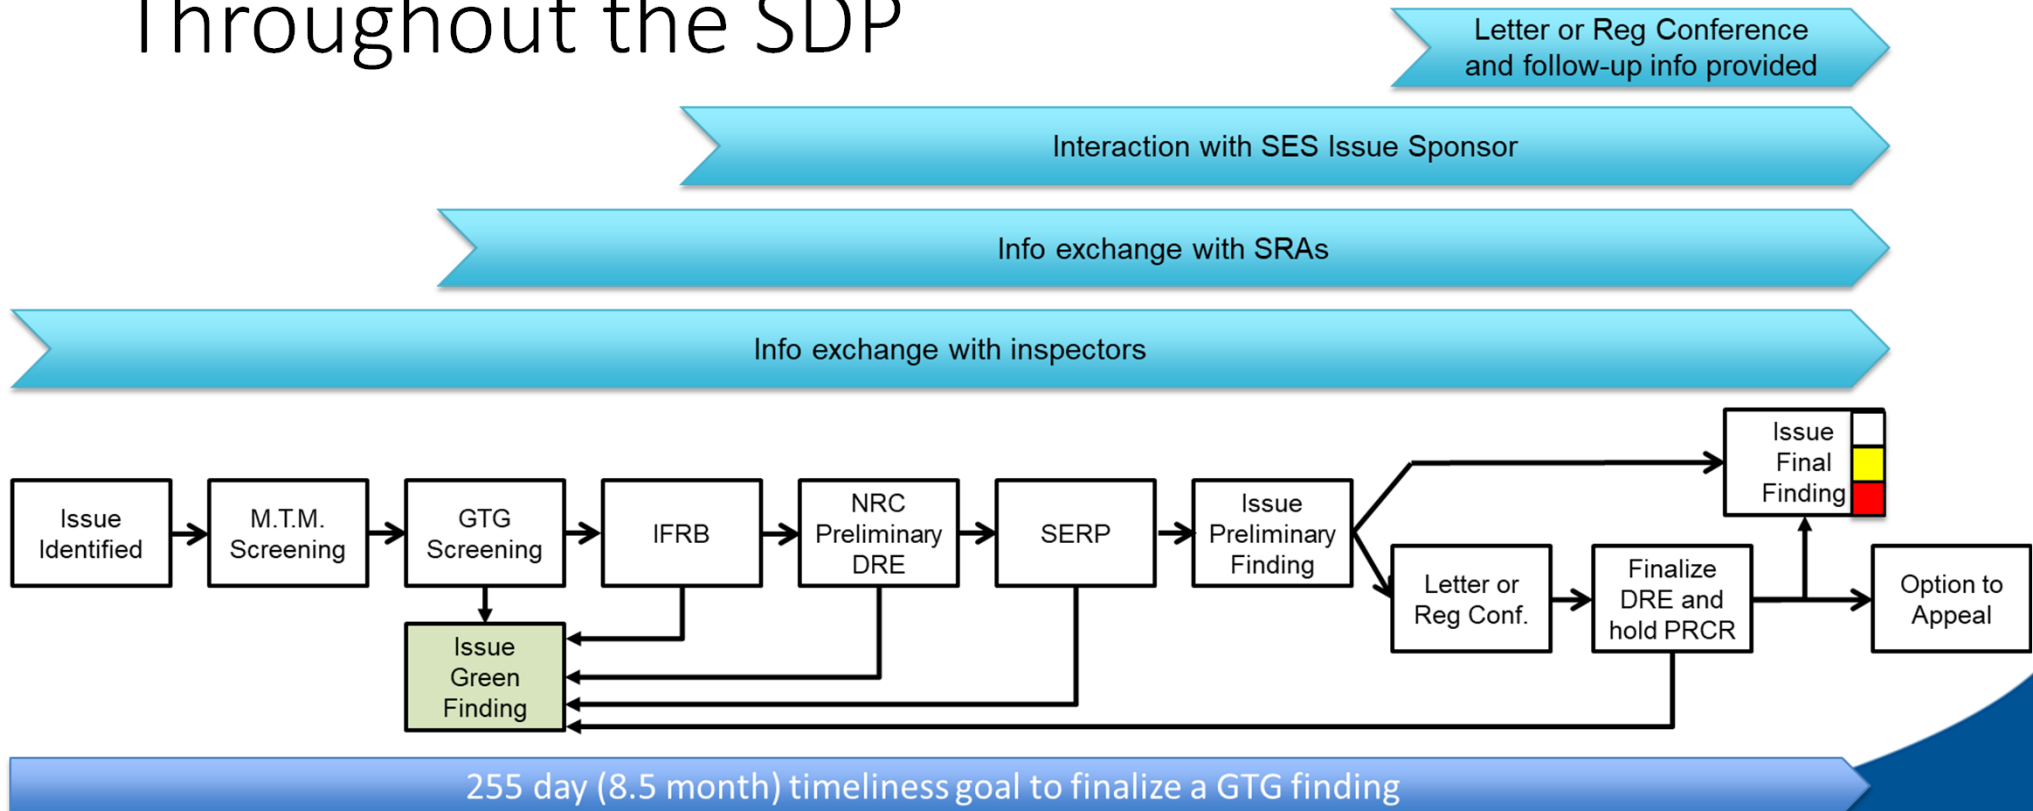 Throughout the SDP
Letter or Reg Conference
and follow-up info provided
Interaction with SES Issue Sponsor
Info exchange with SRAs
Info exchange with inspectors
Issue
Identified
M.T.M.
Screening
GTG
Screening
IFRB
NRC
Preliminary
DRE
SERP
Issue
Preliminary
Finding
Issue
Final
Finding
Letter or
Reg Conf.
Finalize
DRE and
hold PRCR
Option to
Appeal
Issue
Green
Finding
255 day (8.5 month) timeliness goal to finalize a GTG finding